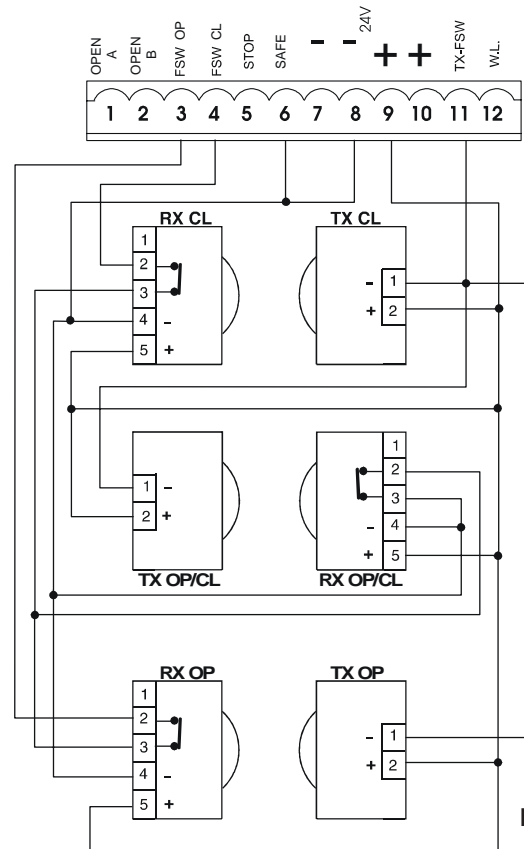 OPEN A
OPEN B
FSW OP
FSW CL
STOP
SAFE
-
-
24V
+
+
TX-FSW
W.L.
1 2 3 4 5 6 7 8 9 10 11 12
RX CL
1
2
3
4 -
5 +
TX CL
- 1
+ 2
1 -
2 +
TX OP/CL
1
2
3
- 4
+ 5
RX OP/CL
RX OP
1
2
3
4 -
5 +
TX OP
- 1
+ 2